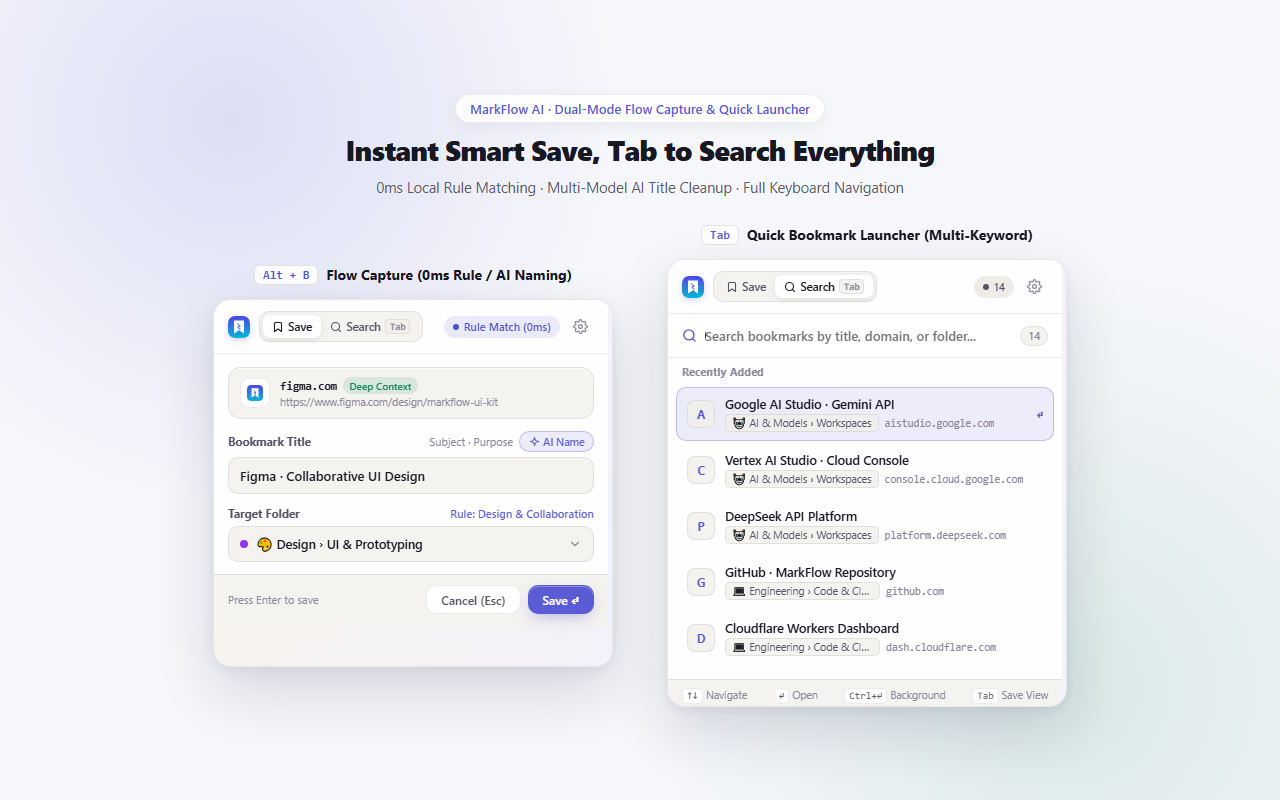 MarkFlow AI · Dual-Mode Flow Capture & Quick Launcher
Instant Smart Save, Tab to Search Everything
0ms Local Rule Matching · Multi-Model AI Title Cleanup · Full Keyboard Navigation
Alt + B Flow Capture (0ms Rule / AI Naming)
Save Search Tab Rule Match (0ms)
figma.com Deep Context
https://www.figma.com/design/markflow-ui-kit
Bookmark Title Subject · Purpose AI Name
Figma · Collaborative UI Design
Target Folder Rule: Design & Collaboration
🎨 Design › UI & Prototyping
Press Enter to save Cancel (Esc) Save ↵
Tab Quick Bookmark Launcher (Multi-Keyword)
Save Search Tab 14
Search bookmarks by title, domain, or folder... 14
Recently Added
A Google AI Studio · Gemini API ↵
AI & Models › Workspaces aistudio.google.com
C Vertex AI Studio · Cloud Console
AI & Models › Workspaces console.cloud.google.com
P DeepSeek API Platform
AI & Models › Workspaces platform.deepseek.com
G GitHub · MarkFlow Repository
💻 Engineering › Code & Cl... github.com
D Cloudflare Workers Dashboard
💻 Engineering › Code & Cl... dash.cloudflare.com
↑↓ Navigate ↵ Open Ctrl+↵ Background Tab Save View